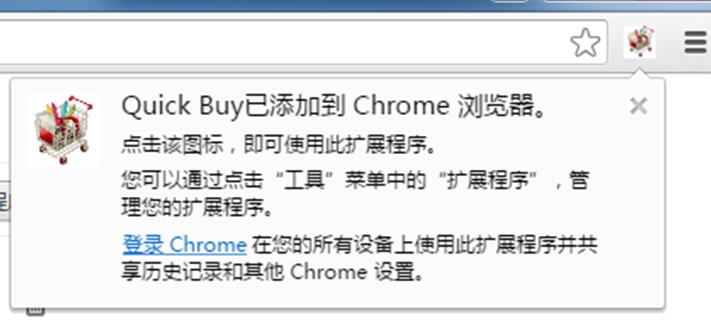 Quick Buy已添加到 Chrome 浏览器。
点击该图标，即可使用此扩展程序。
您可以通过点击“工具”菜单中的“扩展程序”，管
理您的扩展程序。
登录 Chrome 在您的所有设备上使用此扩展程序并共
享历史记录和其他 Chrome 设置。